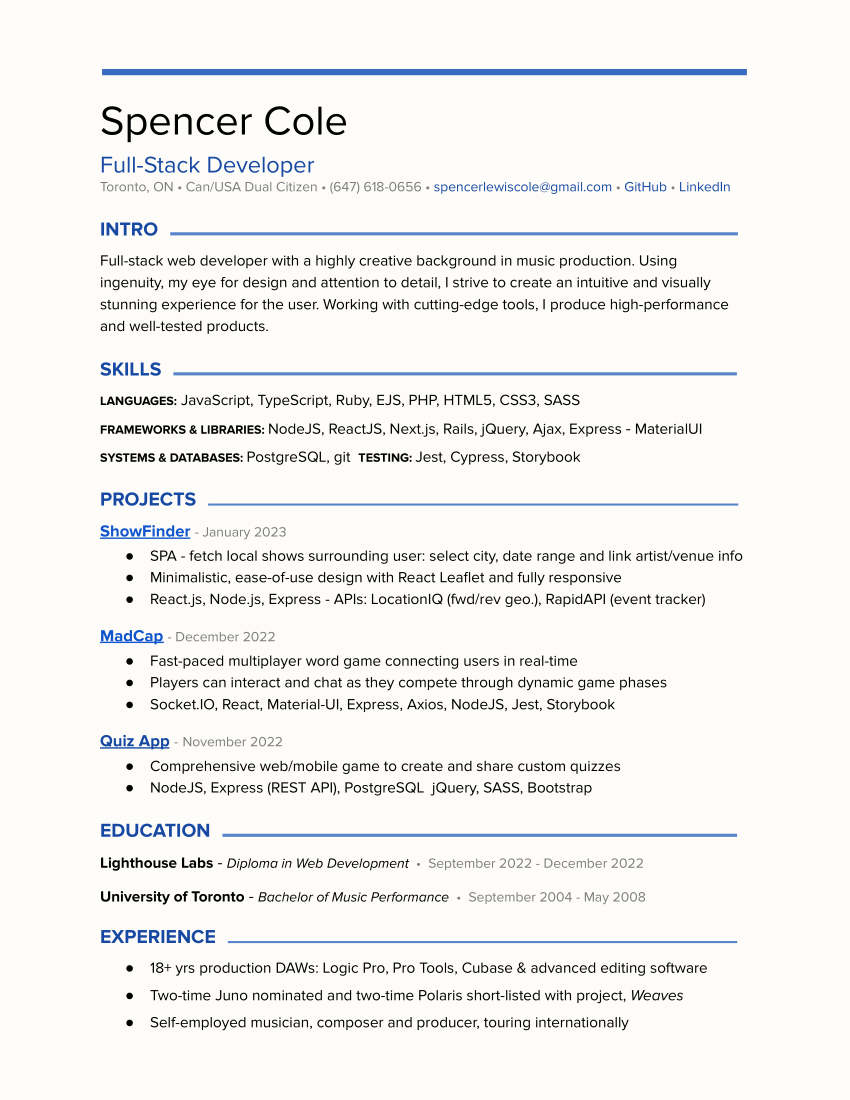 Spencer Cole
Full-Stack Developer
Toronto, ON • Can/USA Dual Citizen • (647) 618-0656 • spencerlewiscole@gmail.com • GitHub • LinkedIn
INTRO
Full-stack web developer with a highly creative background in music production. Using
ingenuity, my eye for design and attention to detail, I strive to create an intuitive and visually
stunning experience for the user. Working with cutting-edge tools, I produce high-performance
and well-tested products.
SKILLS
LANGUAGES: JavaScript, TypeScript, Ruby, EJS, PHP, HTML5, CSS3, SASS
FRAMEWORKS & LIBRARIES: NodeJS, ReactJS, Next.js, Rails, jQuery, Ajax, Express - MaterialUI
SYSTEMS & DATABASES: PostgreSQL, git TESTING: Jest, Cypress, Storybook
PROJECTS
ShowFinder - January 2023
● SPA - fetch local shows surrounding user: select city, date range and link artist/venue info
● Minimalistic, ease-of-use design with React Leaflet and fully responsive
● React.js, Node.js, Express - APIs: LocationIQ (fwd/rev geo.), RapidAPI (event tracker)
MadCap - December 2022
● Fast-paced multiplayer word game connecting users in real-time
● Players can interact and chat as they compete through dynamic game phases
● Socket.IO, React, Material-UI, Express, Axios, NodeJS, Jest, Storybook
Quiz App - November 2022
● Comprehensive web/mobile game to create and share custom quizzes
● NodeJS, Express (REST API), PostgreSQL jQuery, SASS, Bootstrap
EDUCATION
Lighthouse Labs - Diploma in Web Development • September 2022 - December 2022
University of Toronto - Bachelor of Music Performance • September 2004 - May 2008
EXPERIENCE
● 18+ yrs production DAWs: Logic Pro, Pro Tools, Cubase & advanced editing software
● Two-time Juno nominated and two-time Polaris short-listed with project, Weaves
● Self-employed musician, composer and producer, touring internationally